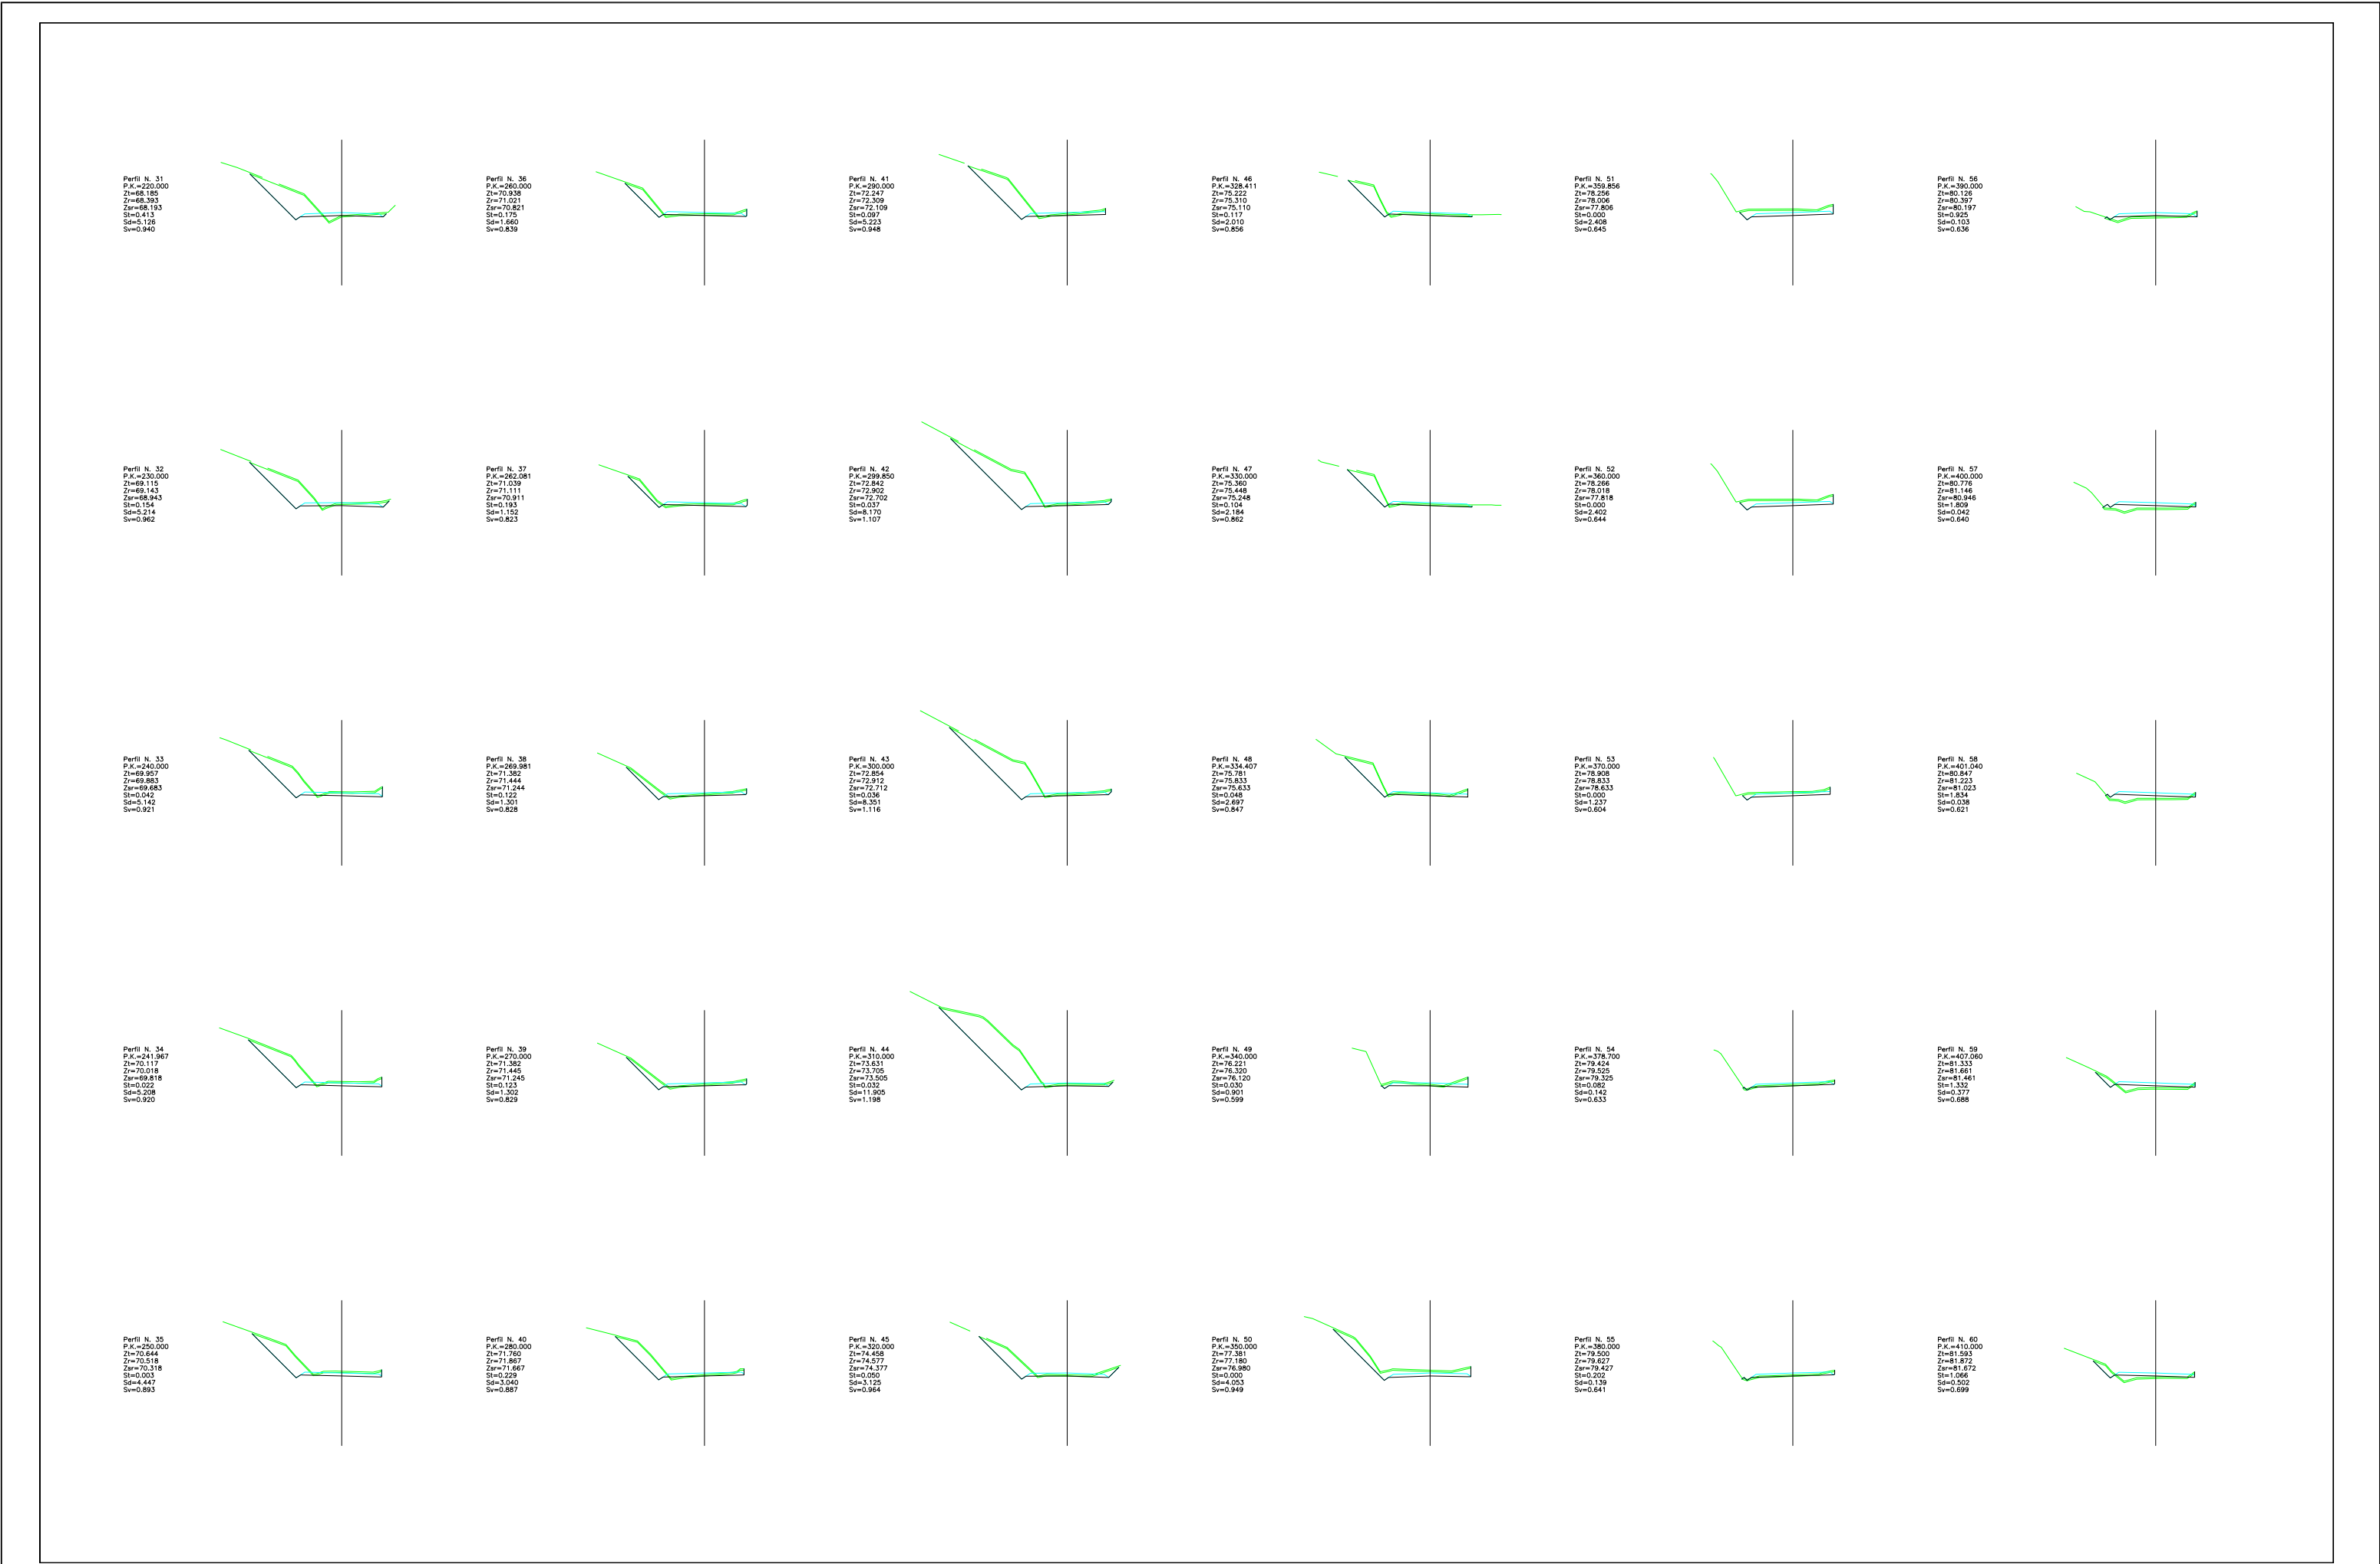 Perfil N. 31
P.K.=220.000
Zt=68.185
Zr=68.393
Zsr=68.193
St=0.413
Sd=5.126
Sv=0.940
Perfil N. 32
P.K.=230.000
Zt=69.115
Zr=69.143
Zsr=68.943
St=0.154
Sd=5.214
Sv=0.962
Perfil N. 33
P.K.=240.000
Zt=69.957
Zr=69.883
Zsr=69.683
St=0.042
Sd=5.142
Sv=0.921
Perfil N. 34
P.K.=241.967
Zt=70.117
Zr=70.018
Zsr=69.818
St=0.022
Sd=5.208
Sv=0.920
Perfil N. 35
P.K.=250.000
Zt=70.644
Zr=70.518
Zsr=70.318
St=0.003
Sd=4.447
Sv=0.893
Perfil N. 36
P.K.=260.000
Zt=70.938
Zr=71.021
Zsr=70.821
St=0.175
Sd=1.660
Sv=0.839
Perfil N. 37
P.K.=262.081
Zt=71.039
Zr=71.111
Zsr=70.911
St=0.193
Sd=1.152
Sv=0.823
Perfil N. 38
P.K.=269.981
Zt=71.382
Zr=71.444
Zsr=71.244
St=0.122
Sd=1.301
Sv=0.828
Perfil N. 39
P.K.=270.000
Zt=71.382
Zr=71.445
Zsr=71.245
St=0.123
Sd=1.302
Sv=0.829
Perfil N. 40
P.K.=280.000
Zt=71.760
Zr=71.867
Zsr=71.667
St=0.229
Sd=3.040
Sv=0.887
Perfil N. 41
P.K.=290.000
Zt=72.247
Zr=72.309
Zsr=72.109
St=0.097
Sd=5.223
Sv=0.948
Perfil N. 42
P.K.=299.850
Zt=72.842
Zr=72.902
Zsr=72.702
St=0.037
Sd=8.170
Sv=1.107
Perfil N. 43
P.K.=300.000
Zt=72.854
Zr=72.912
Zsr=72.712
St=0.036
Sd=8.351
Sv=1.116
Perfil N. 44
P.K.=310.000
Zt=73.631
Zr=73.705
Zsr=73.505
St=0.032
Sd=11.905
Sv=1.198
Perfil N. 45
P.K.=320.000
Zt=74.458
Zr=74.577
Zsr=74.377
St=0.050
Sd=3.125
Sv=0.964
Perfil N. 46
P.K.=328.411
Zt=75.222
Zr=75.310
Zsr=75.110
St=0.117
Sd=2.010
Sv=0.856
Perfil N. 47
P.K.=330.000
Zt=75.360
Zr=75.448
Zsr=75.248
St=0.104
Sd=2.184
Sv=0.862
Perfil N. 48
P.K.=334.407
Zt=75.781
Zr=75.833
Zsr=75.633
St=0.048
Sd=2.697
Sv=0.847
Perfil N. 49
P.K.=340.000
Zt=76.221
Zr=76.320
Zsr=76.120
St=0.030
Sd=0.901
Sv=0.599
Perfil N. 50
P.K.=350.000
Zt=77.381
Zr=77.180
Zsr=76.980
St=0.000
Sd=4.053
Sv=0.949
Perfil N. 51
P.K.=359.856
Zt=78.256
Zr=78.006
Zsr=77.806
St=0.000
Sd=2.408
Sv=0.645
Perfil N. 52
P.K.=360.000
Zt=78.266
Zr=78.018
Zsr=77.818
St=0.000
Sd=2.402
Sv=0.644
Perfil N. 53
P.K.=370.000
Zt=78.908
Zr=78.833
Zsr=78.633
St=0.000
Sd=1.237
Sv=0.604
Perfil N. 54
P.K.=378.700
Zt=79.424
Zr=79.525
Zsr=79.325
St=0.082
Sd=0.142
Sv=0.633
Perfil N. 55
P.K.=380.000
Zt=79.500
Zr=79.627
Zsr=79.427
St=0.202
Sd=0.139
Sv=0.641
Perfil N. 56
P.K.=390.000
Zt=80.126
Zr=80.397
Zsr=80.197
St=0.925
Sd=0.103
Sv=0.636
Perfil N. 57
P.K.=400.000
Zt=80.776
Zr=81.146
Zsr=80.946
St=1.809
Sd=0.042
Sv=0.640
Perfil N. 58
P.K.=401.040
Zt=80.847
Zr=81.223
Zsr=81.023
St=1.834
Sd=0.038
Sv=0.621
Perfil N. 59
P.K.=407.060
Zt=81.333
Zr=81.661
Zsr=81.461
St=1.332
Sd=0.377
Sv=0.688
Perfil N. 60
P.K.=410.000
Zt=81.593
Zr=81.872
Zsr=81.672
St=1.066
Sd=0.502
Sv=0.699